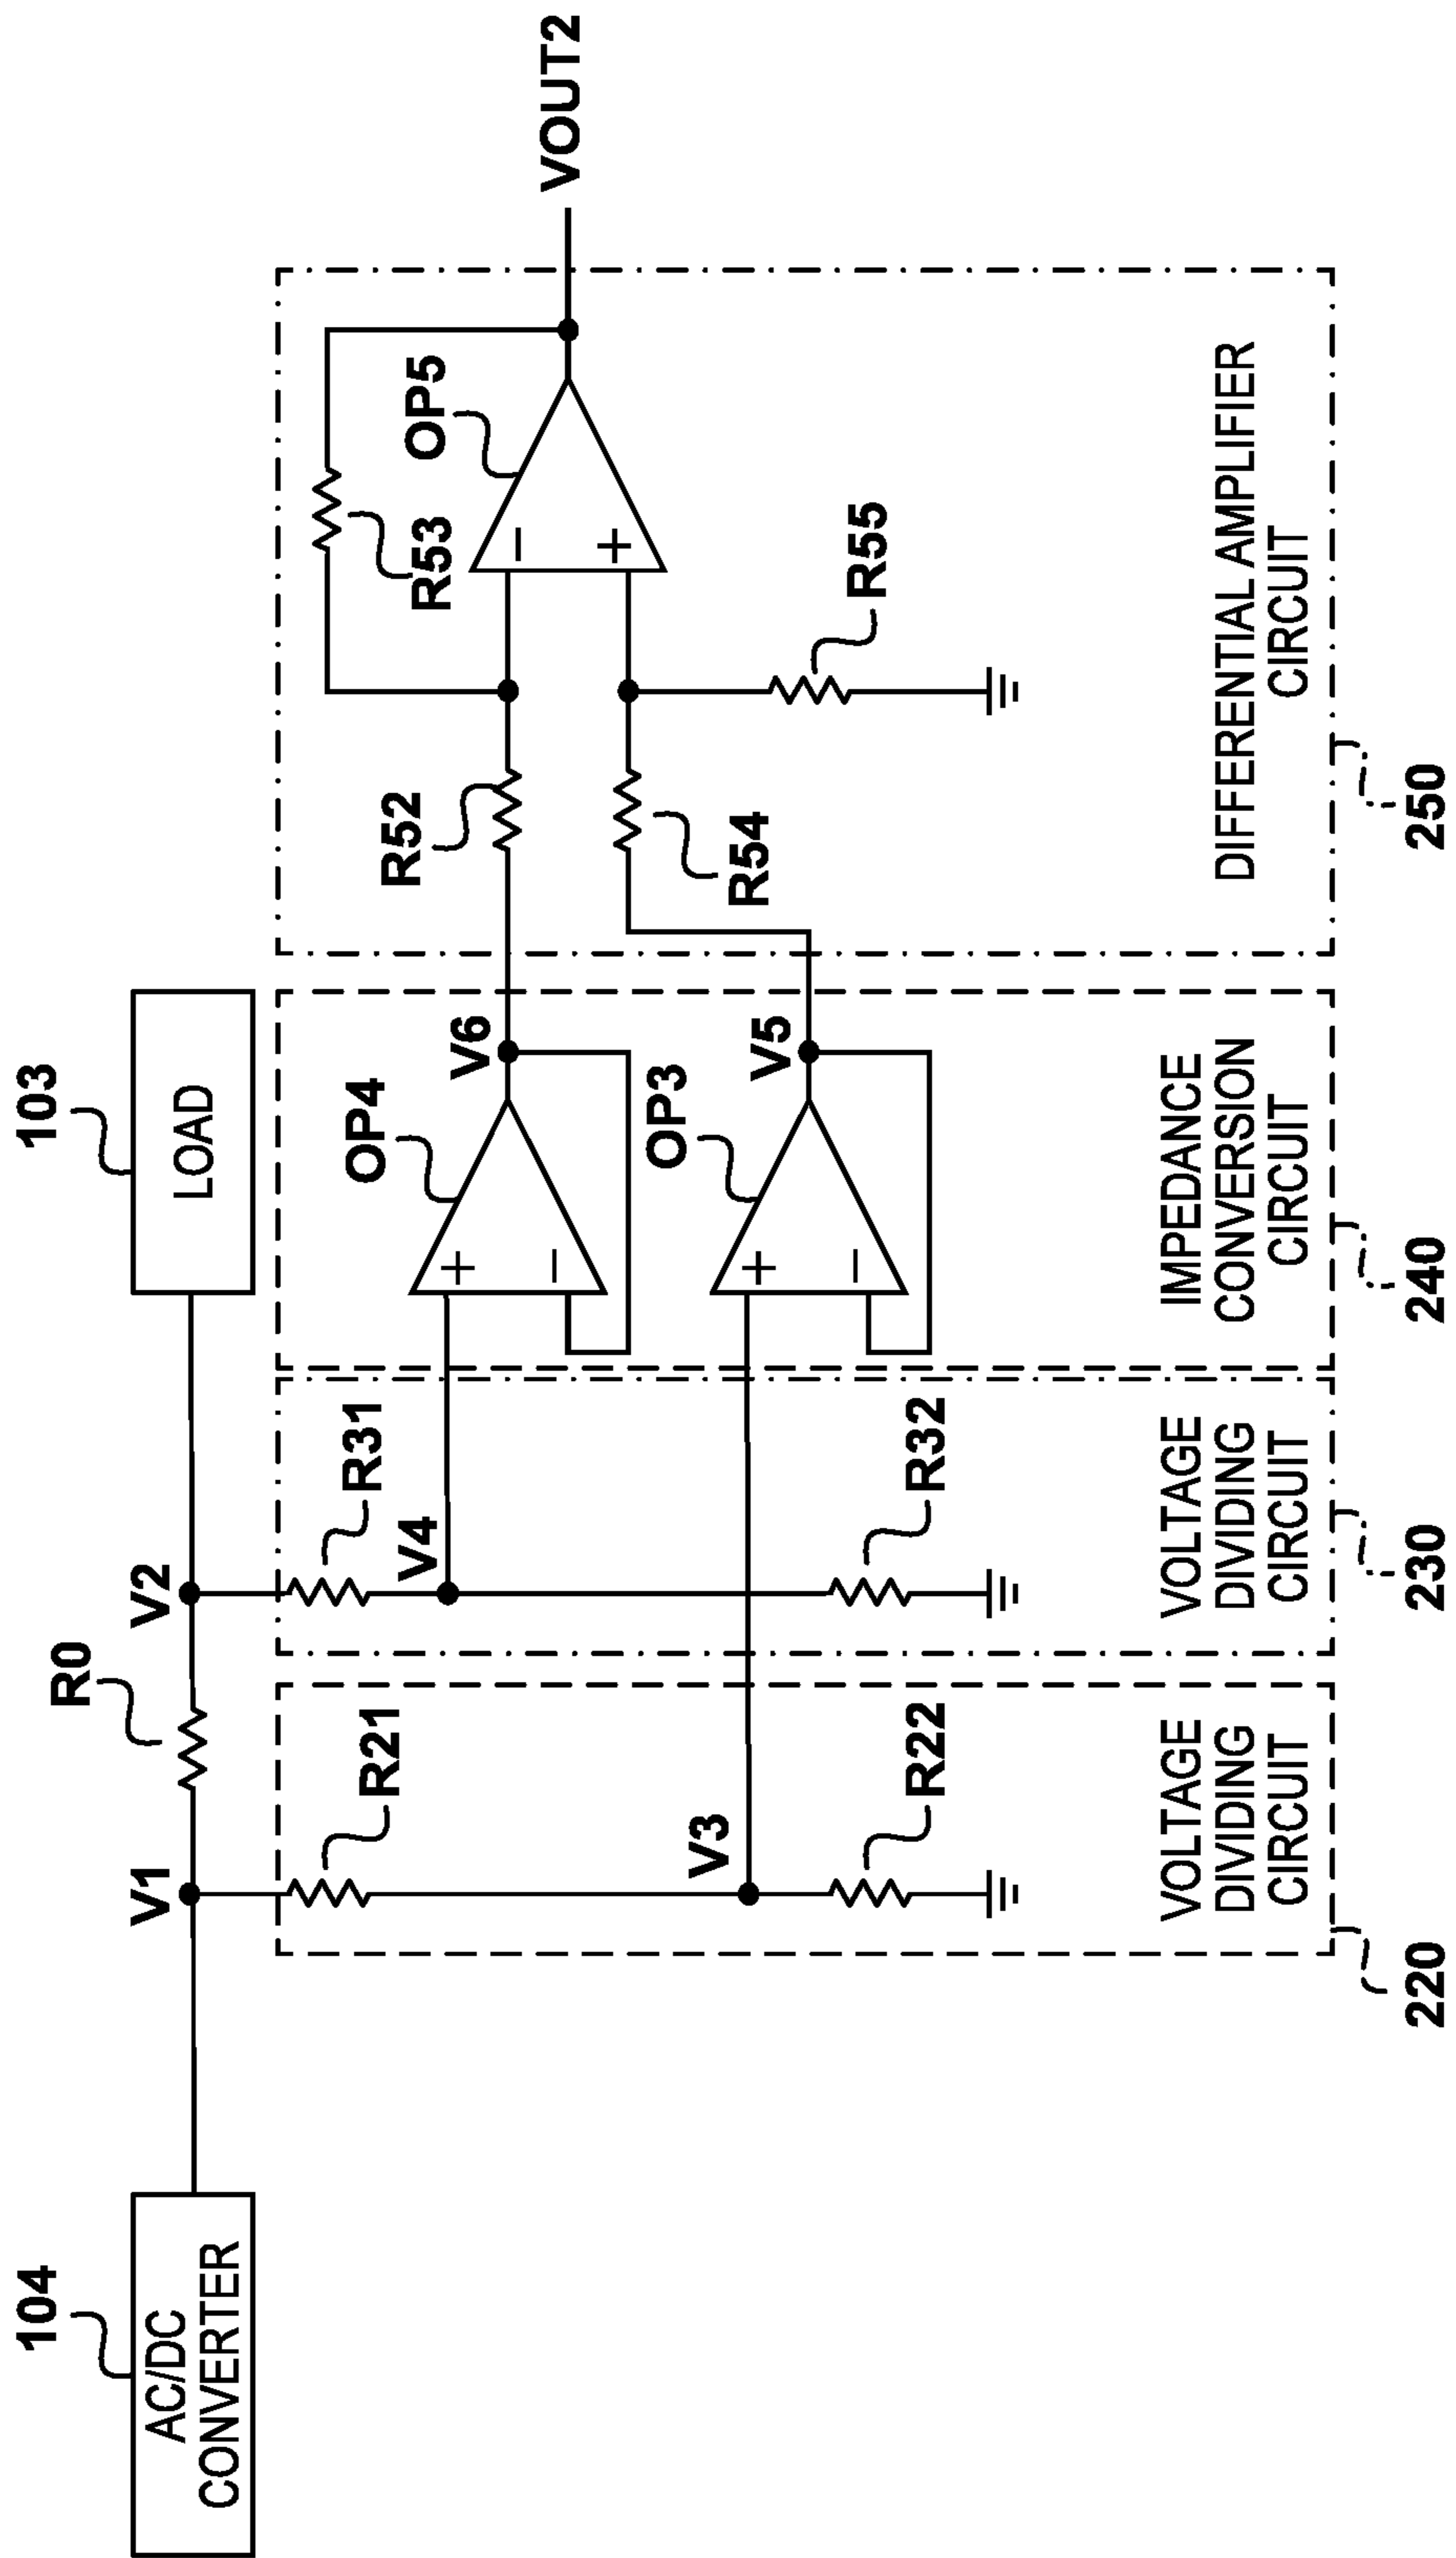 104
AC/DC
CONVERTER
V1
R0
V2
103
LOAD
R21
V3
R22
VOLTAGE
DIVIDING
CIRCUIT
220
R31
V4
R32
VOLTAGE
DIVIDING
CIRCUIT
230
OP4
+
−
V6
OP3
+
−
V5
IMPEDANCE
CONVERSION
CIRCUIT
240
R52
R53
R54
R55
OP5
−
+
DIFFERENTIAL AMPLIFIER
CIRCUIT
250
VOUT2